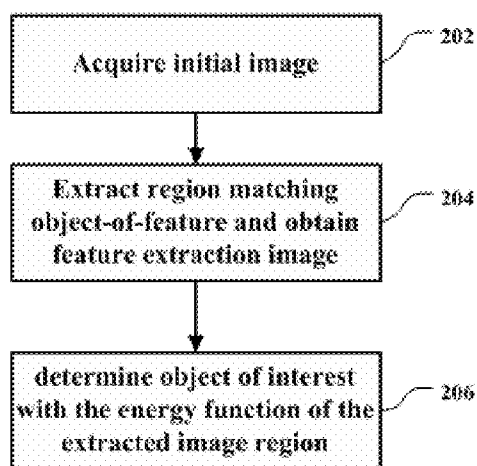 Acquire initial image
202
Extract region matching
object-of-feature and obtain
feature extraction image
204
determine object of interest
with the energy function of the
extracted image region
206